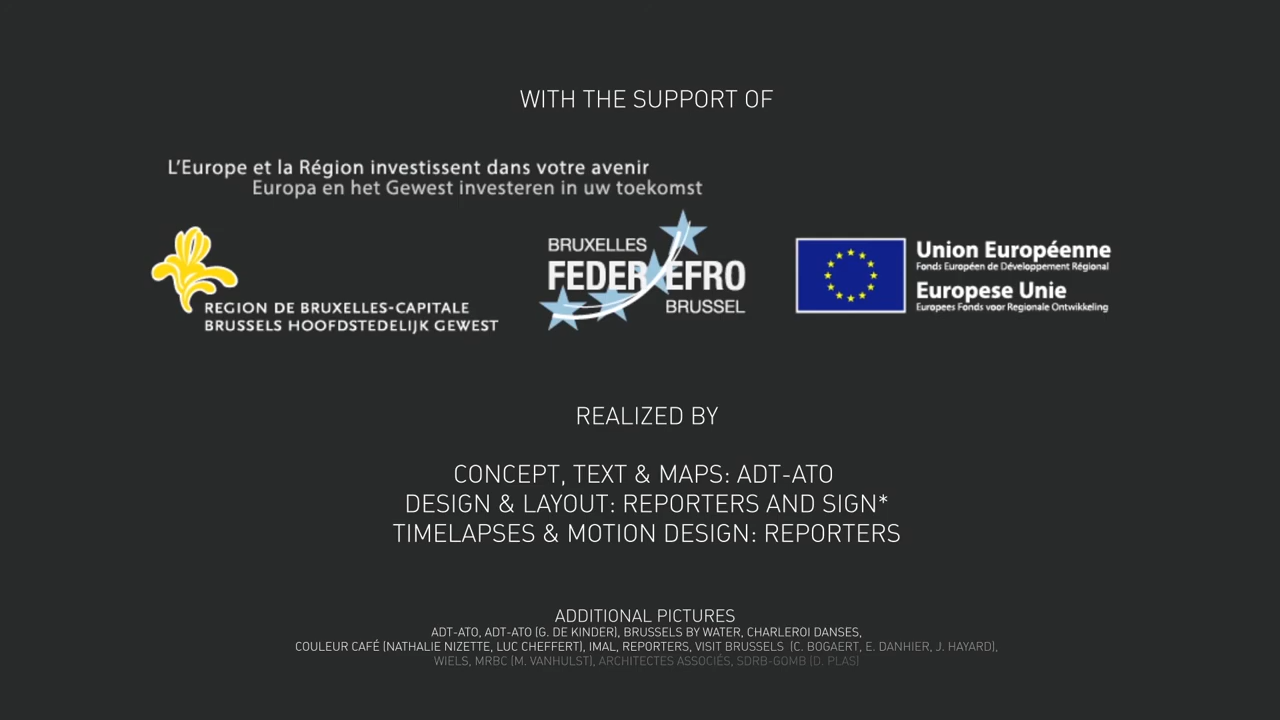 WITH THE SUPPORT OF
L'Europe et la Région investissent dans votre avenir
Europa en het Gewest investeren in uw toekomst
REGION DE BRUXELLES-CAPITALE
BRUSSELS HOOFDSTEDELIJK GEWEST
BRUXELLES
FEDER EFRO
BRUSSEL
Union Européenne
Fonds Européen de Développement Régional
Europese Unie
Europees Fonds voor Regionale Ontwikkeling
REALIZED BY
CONCEPT, TEXT & MAPS: ADT-ATO
DESIGN & LAYOUT: REPORTERS AND SIGN*
TIMELAPSES & MOTION DESIGN: REPORTERS
ADDITIONAL PICTURES
ADT-ATO, ADT-ATO (G. DE KINDER), BRUSSELS BY WATER, CHARLEROI DANSES,
COULEUR CAFÉ (NATHALIE NIZETTE, LUC CHEFFERT), IMAL, REPORTERS, VISIT BRUSSELS (C. BOGAERT, E. DANHIER, J. HAYARD),
WIELS, MRBC (M. VANHULST), ARCHITECTES ASSOCIÉS, SDRB-GOMB (D. PLAS)